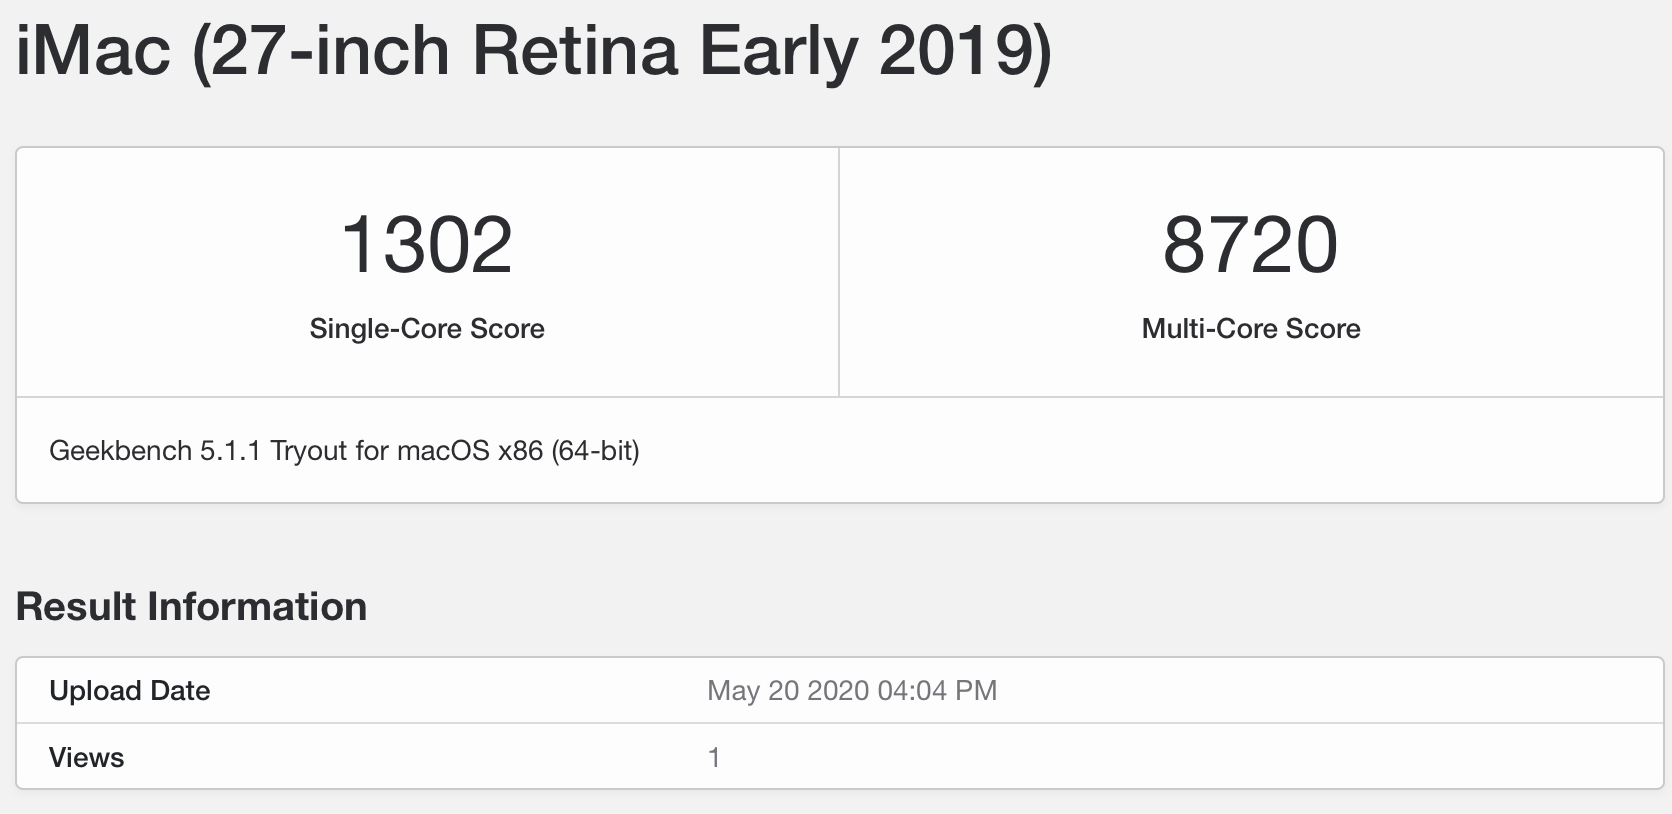 iMac (27-inch Retina Early 2019)
1302
Single-Core Score
8720
Multi-Core Score
Geekbench 5.1.1 Tryout for macOS x86 (64-bit)
Result Information
Upload Date May 20 2020 04:04 PM
Views 1